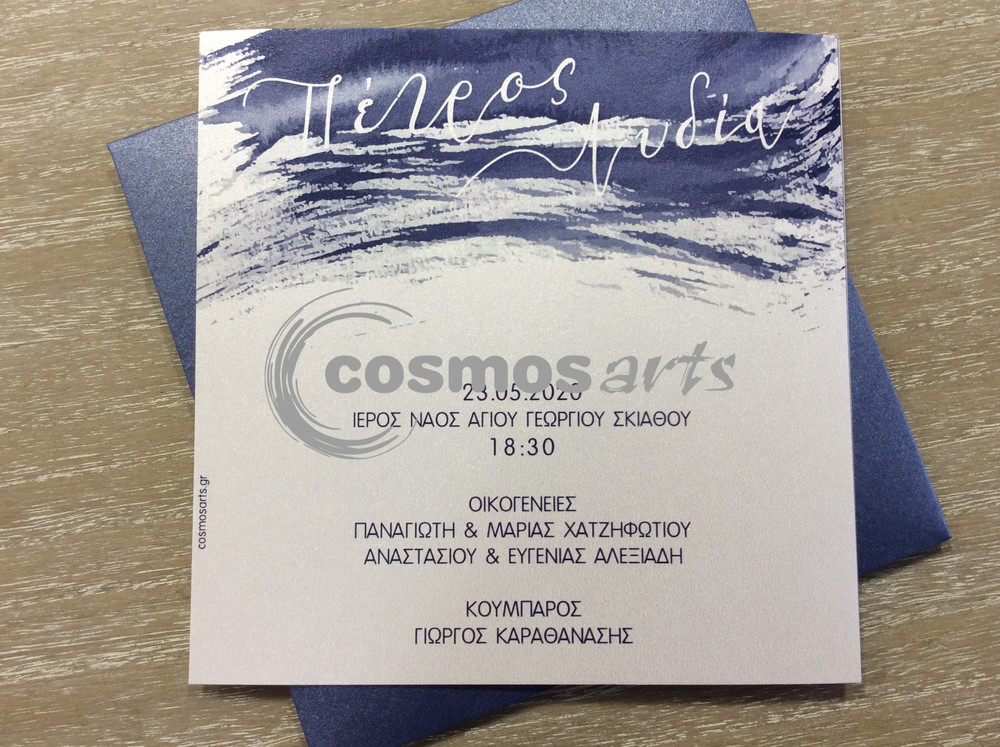 Πέτρος
Λυδία
cosmosarts
23.05.2020
ΙΕΡΟΣ ΝΑΟΣ ΑΓΙΟΥ ΓΕΩΡΓΙΟΥ ΣΚΙΑΘΟΥ
18:30
ΟΙΚΟΓΕΝΕΙΕΣ
ΠΑΝΑΓΙΩΤΗ & ΜΑΡΙΑΣ ΧΑΤΖΗΦΩΤΙΟΥ
ΑΝΑΣΤΑΣΙΟΥ & ΕΥΓΕΝΙΑΣ ΑΛΕΞΙΑΔΗ
ΚΟΥΜΠΑΡΟΣ
ΓΙΩΡΓΟΣ ΚΑΡΑΘΑΝΑΣΗΣ
cosmosarts.gr